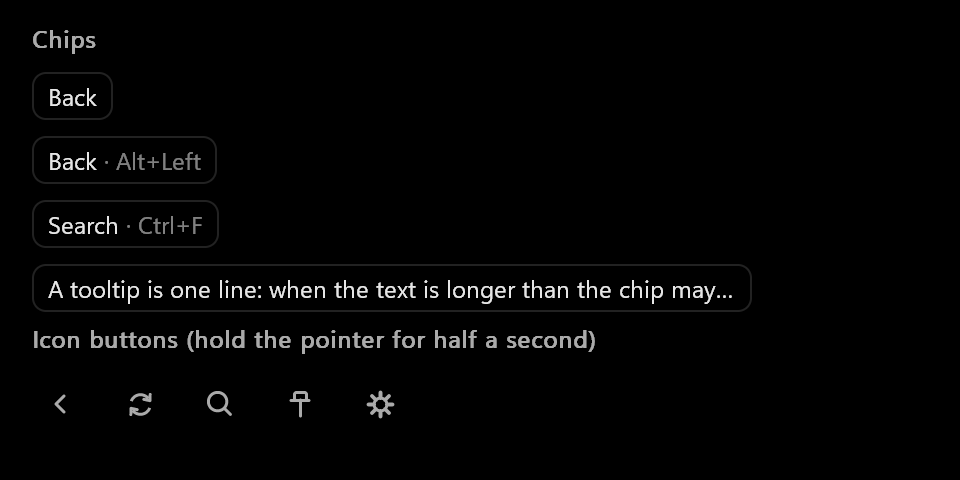 Chips
Back
Back · Alt+Left
Search · Ctrl+F
A tooltip is one line: when the text is longer than the chip may...
Icon buttons (hold the pointer for half a second)